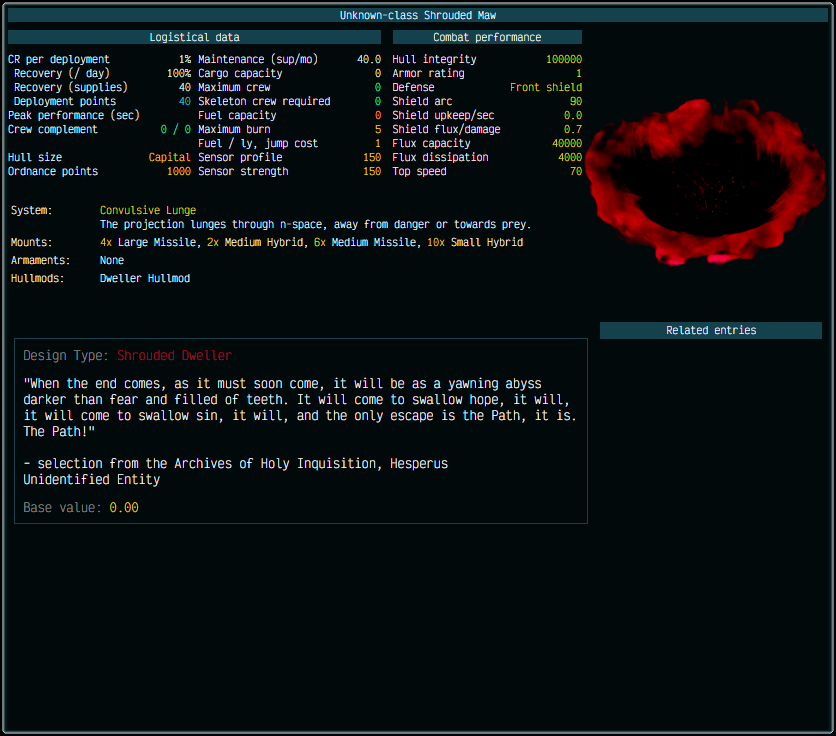 Unknown-class Shrouded Maw
Logistical data
CR per deployment 1% Maintenance (sup/mo) 40.0
Recovery (/ day) 100% Cargo capacity 0
Recovery (supplies) 40 Maximum crew 0
Deployment points 40 Skeleton crew required 0
Peak performance (sec) Fuel capacity 0
Crew complement 0 / 0 Maximum burn 5
Fuel / ly, jump cost 1
Hull size Capital Sensor profile 150
Ordnance points 1000 Sensor strength 150
Combat performance
Hull integrity 100000
Armor rating 1
Defense Front shield
Shield arc 90
Shield upkeep/sec 0.0
Shield flux/damage 0.7
Flux capacity 40000
Flux dissipation 4000
Top speed 70
System: Convulsive Lunge
The projection lunges through n-space, away from danger or towards prey.
Mounts: 4x Large Missile, 2x Medium Hybrid, 6x Medium Missile, 10x Small Hybrid
Armaments: None
Hullmods: Dweller Hullmod
Related entries
Design Type: Shrouded Dweller
"When the end comes, as it must soon come, it will be as a yawning abyss
darker than fear and filled of teeth. It will come to swallow hope, it will,
it will come to swallow sin, it will, and the only escape is the Path, it is.
The Path!"
- selection from the Archives of Holy Inquisition, Hesperus
Unidentified Entity
Base value: 0.00